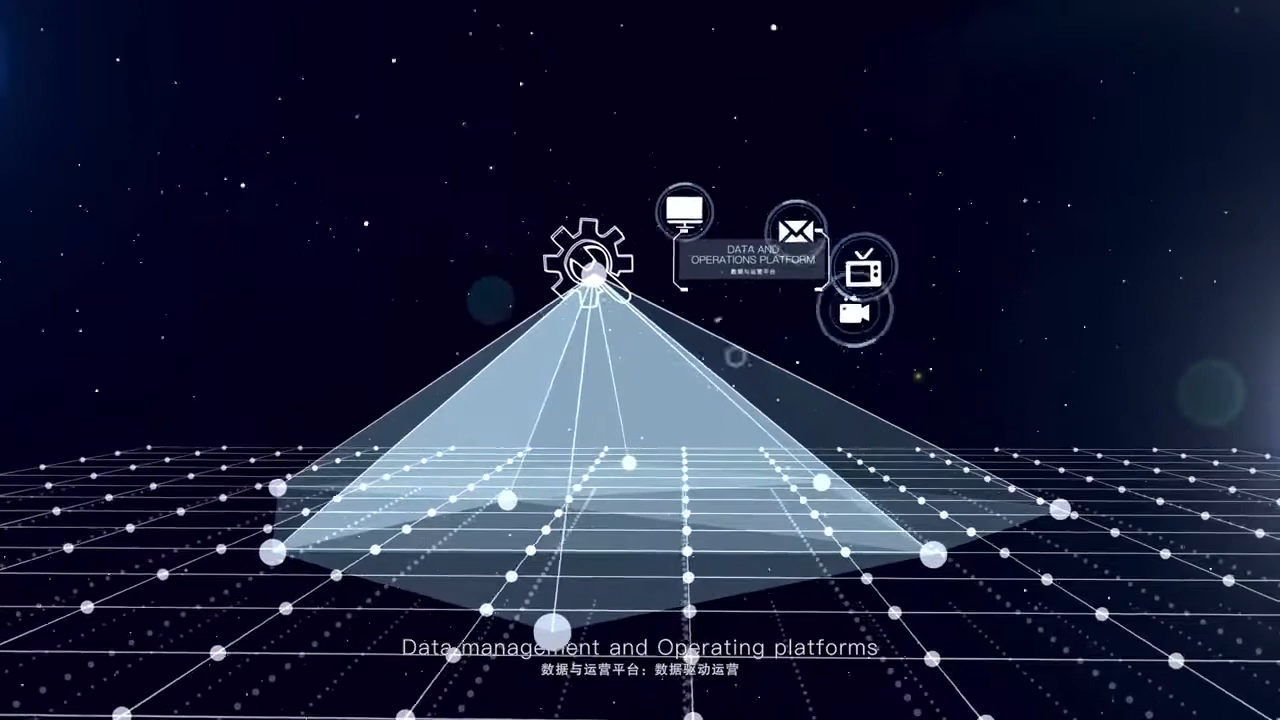 DATA AND
OPERATIONS PLATFORM
数据与运营平台
Data management and Operating platforms
数据与运营平台：数据驱动运营